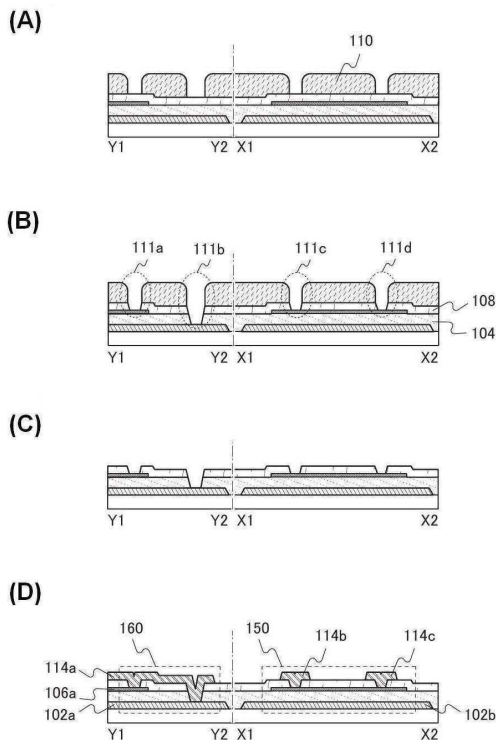 (A)
110
Y1 Y2 X1 X2
(B)
111a 111b 111c 111d
108
104
Y1 Y2 X1 X2
(C)
Y1 Y2 X1 X2
(D)
160 150 114b 114c
114a
106a
102a 102b
Y1 Y2 X1 X2